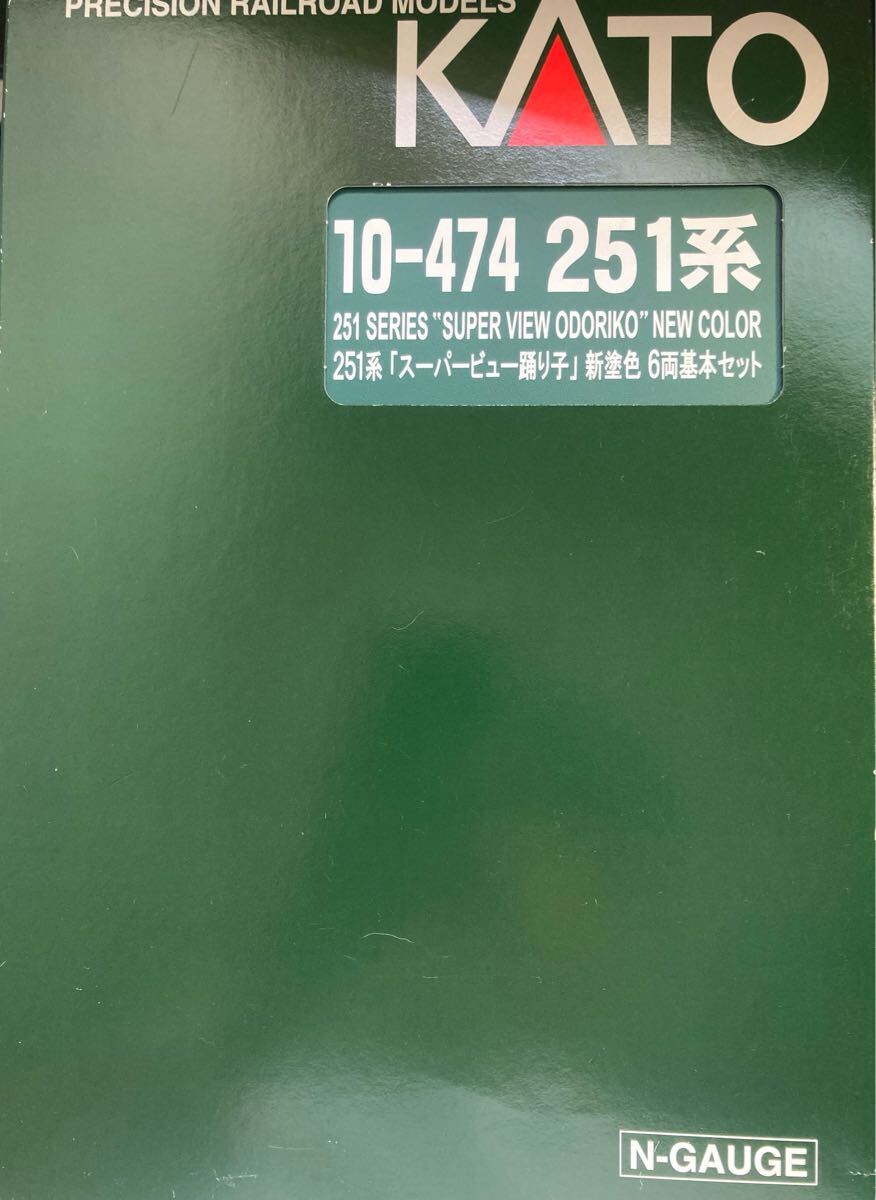 PRECISION RAILROAD MODELS
KATO
10-474 251系
251 SERIES "SUPER VIEW ODORIKO" NEW COLOR
251系「スーパービュー踊り子」新塗色 6両基本セット
N-GAUGE